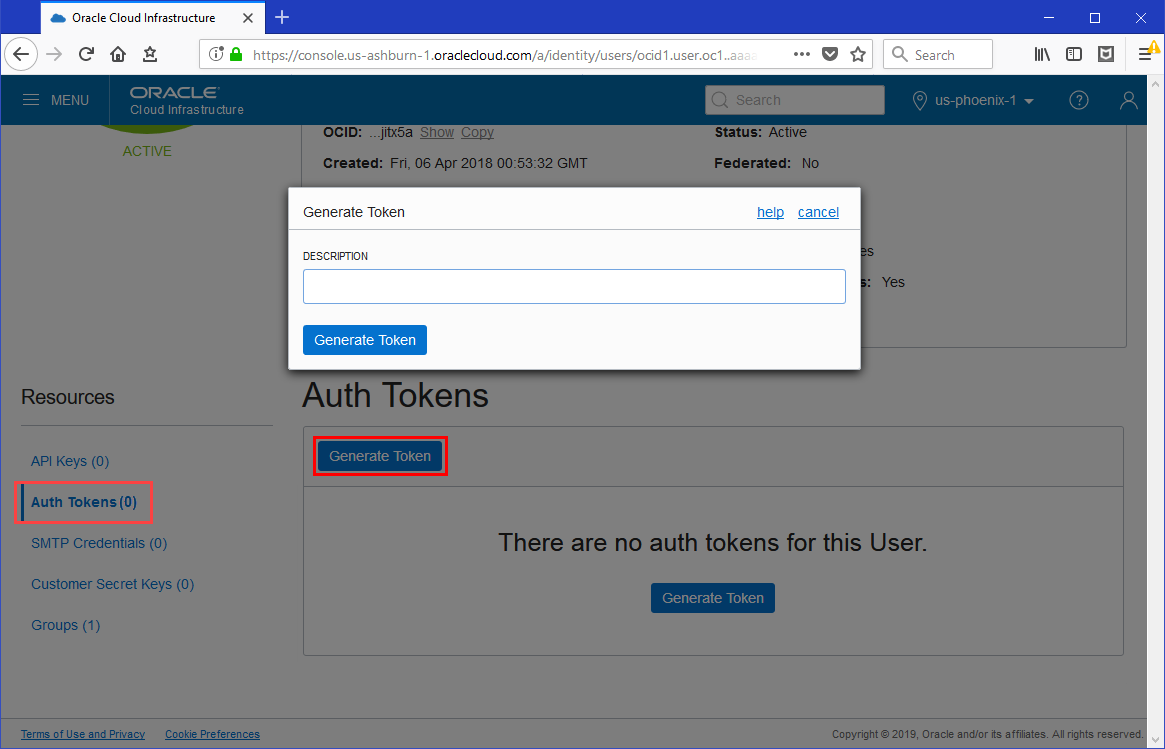 Oracle Cloud Infrastructure
https://console.us-ashburn-1.oraclecloud.com/a/identity/users/ocid1.user.oc1..aaaa
Search
MENU
ORACLE
Cloud Infrastructure
Search
us-phoenix-1
ACTIVE
OCID: ...jitx5a Show Copy
Status: Active
Created: Fri, 06 Apr 2018 00:53:32 GMT
Federated: No
Generate Token
help cancel
DESCRIPTION
es
s: Yes
Generate Token
Resources
Auth Tokens
API Keys (0)
Generate Token
Auth Tokens (0)
SMTP Credentials (0)
There are no auth tokens for this User.
Customer Secret Keys (0)
Generate Token
Groups (1)
Terms of Use and Privacy Cookie Preferences
Copyright © 2019, Oracle and/or its affiliates. All rights reserved.